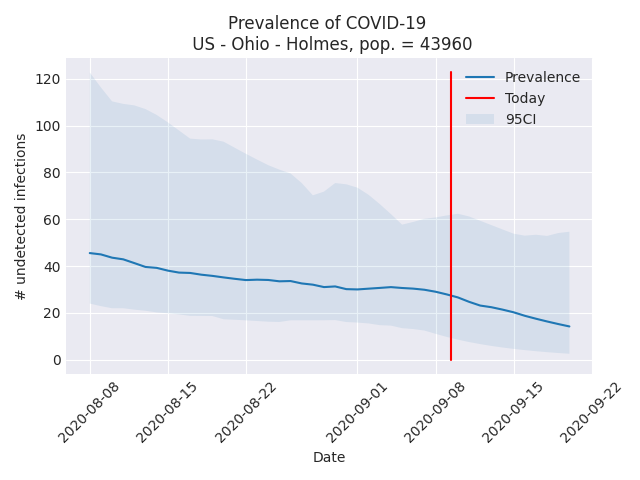 Prevalence of COVID-19
US - Ohio - Holmes, pop. = 43960
# undetected infections
120
100
80
60
40
20
0
Prevalence
Today
95CI
2020-08-08
2020-08-15
2020-08-22
2020-09-01
2020-09-08
2020-09-15
2020-09-22
Date